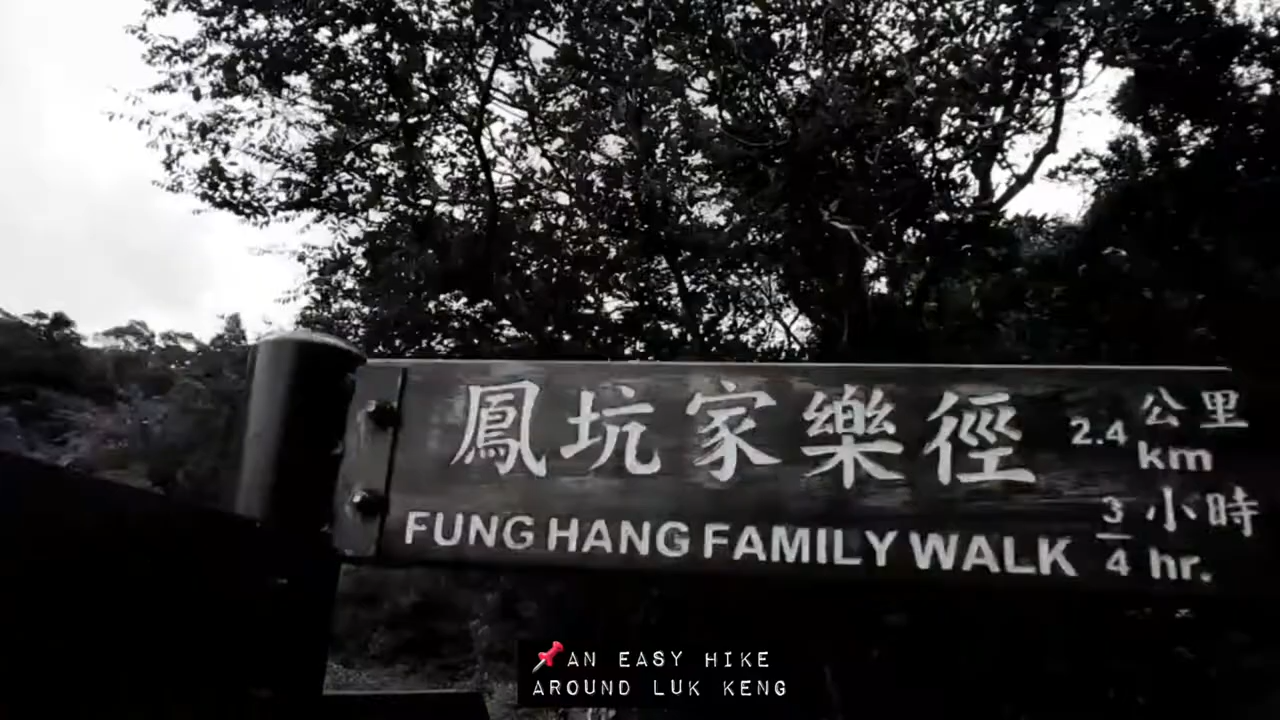 鳳坑家樂徑
2.4 公里
km
FUNG HANG FAMILY WALK
3/4 小時
hr.
📌AN EASY HIKE
AROUND LUK KENG